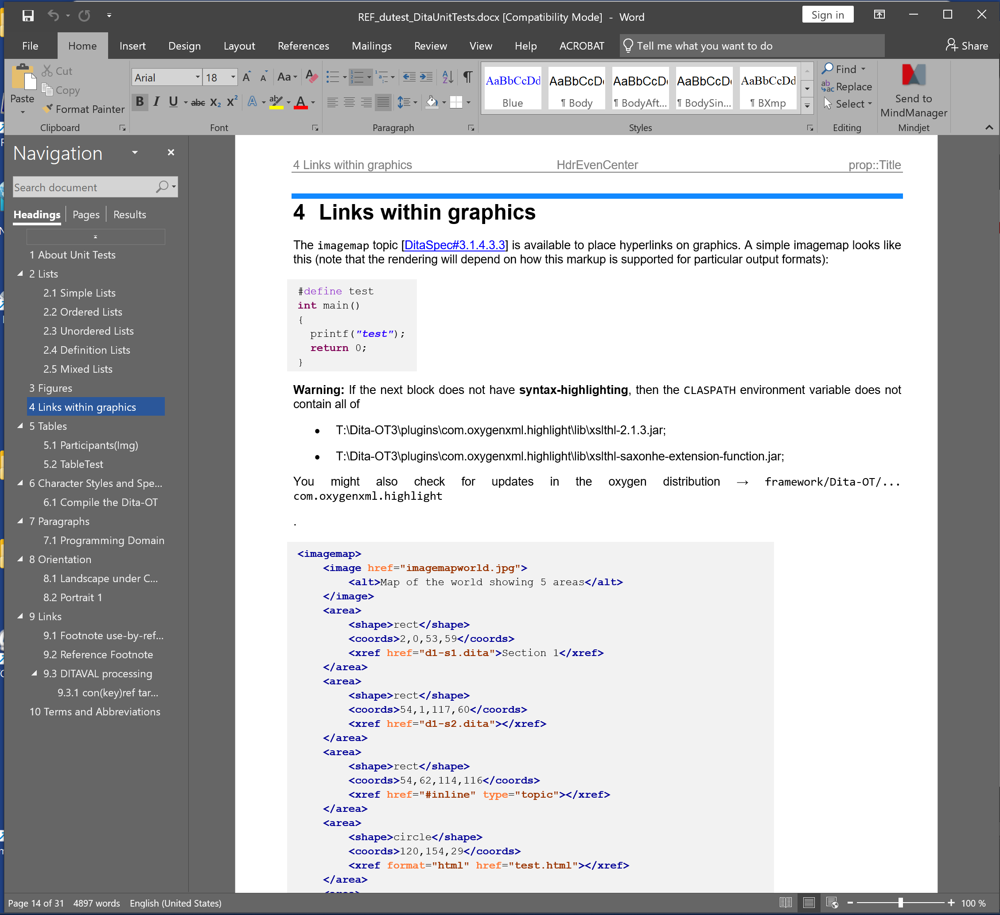 REF_dutest_DitaUnitTests.docx [Compatibility Mode] - Word
Sign in
File Home Insert Design Layout References Mailings Review View Help ACROBAT Tell me what you want to do Share
Paste
Cut
Copy
Format Painter
Clipboard
Arial 18
Font
Paragraph
AaBbCcDd AaBbCcD AaBbCcD AaBbCcD AaBbCcDd
Blue ¶ Body ¶ BodyAft... ¶ BodySin... ¶ BXmp
Styles
Find
Replace
Select
Editing
Send to
MindManager
Mindjet
Navigation
Search document
Headings Pages Results
1 About Unit Tests
2 Lists
2.1 Simple Lists
2.2 Ordered Lists
2.3 Unordered Lists
2.4 Definition Lists
2.5 Mixed Lists
3 Figures
4 Links within graphics
5 Tables
5.1 Participants(Img)
5.2 TableTest
6 Character Styles and Spe...
6.1 Compile the Dita-OT
7 Paragraphs
7.1 Programming Domain
8 Orientation
8.1 Landscape under C...
8.2 Portrait 1
9 Links
9.1 Footnote use-by-ref...
9.2 Reference Footnote
9.3 DITAVAL processing
9.3.1 con(key)ref tar...
10 Terms and Abbreviations
4 Links within graphics HdrEvenCenter prop::Title
4 Links within graphics
The imagemap topic [DitaSpec#3.1.4.3.3] is available to place hyperlinks on graphics. A simple imagemap looks like
this (note that the rendering will depend on how this markup is supported for particular output formats):
#define test
int main()
{
printf("test");
return 0;
}
Warning: If the next block does not have syntax-highlighting, then the CLASSPATH environment variable does not
contain all of
• T:\Dita-OT3\plugins\com.oxygenxml.highlight\lib\xslthl-2.1.3.jar;
• T:\Dita-OT3\plugins\com.oxygenxml.highlight\lib\xslthl-saxonhe-extension-function.jar;
You might also check for updates in the oxygen distribution → framework/Dita-OT/...
com.oxygenxml.highlight
.
<imagemap>
<image href="imagemapworld.jpg">
<alt>Map of the world showing 5 areas</alt>
</image>
<area>
<shape>rect</shape>
<coords>2,0,53,59</coords>
<xref href="d1-s1.dita">Section 1</xref>
</area>
<area>
<shape>rect</shape>
<coords>54,1,117,60</coords>
<xref href="d1-s2.dita"></xref>
</area>
<area>
<shape>rect</shape>
<coords>54,62,114,116</coords>
<xref href="#inline" type="topic"></xref>
</area>
<area>
<shape>circle</shape>
<coords>120,154,29</coords>
<xref format="html" href="test.html"></xref>
</area>
Page 14 of 31 4897 words English (United States) 100 %